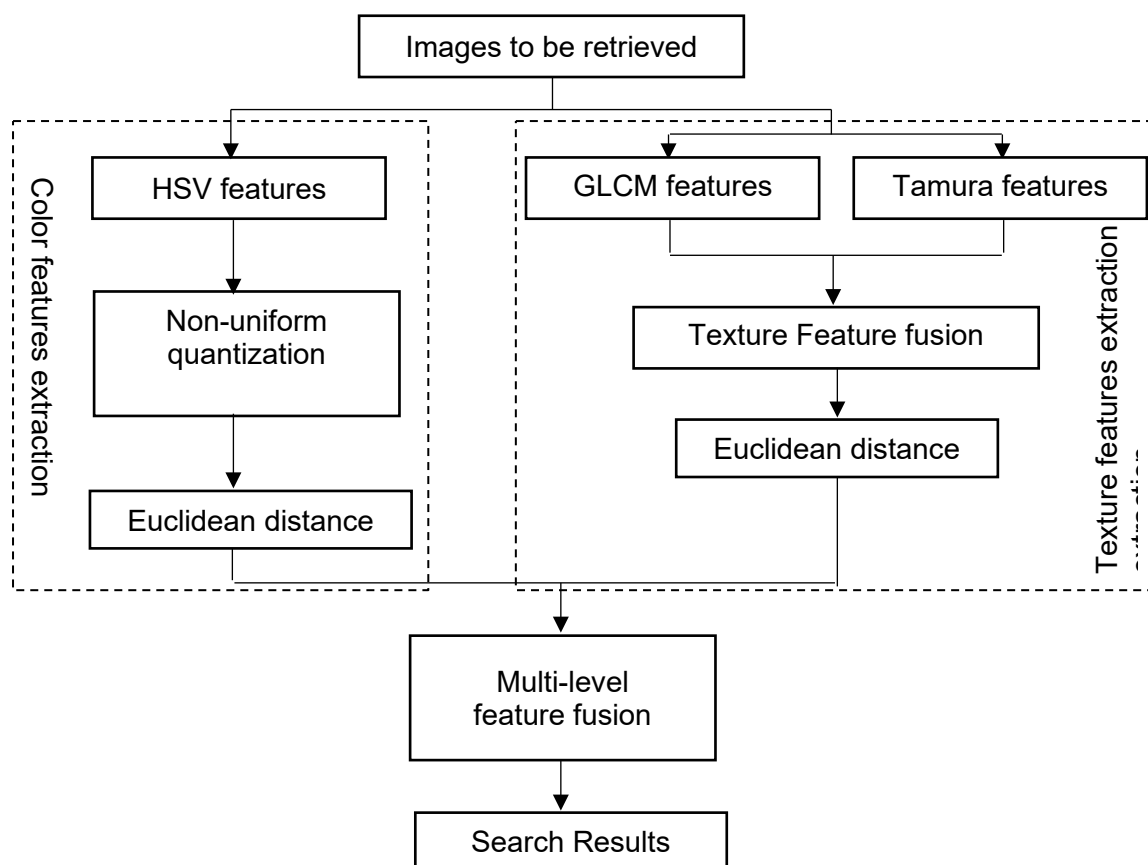 Images to be retrieved
Color features extraction
HSV features
Non-uniform
quantization
Euclidean distance
GLCM features
Tamura features
Texture Feature fusion
Euclidean distance
Texture features extraction
extraction
Multi-level
feature fusion
Search Results